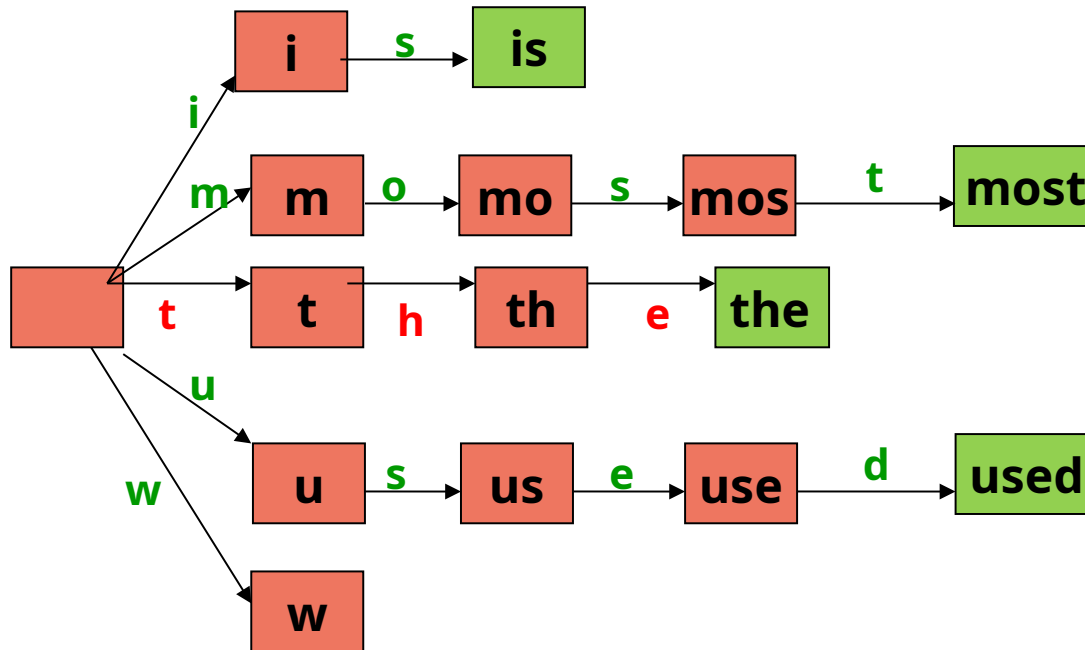 i s is
i
m m o mo s mos t most
t t h th e the
u
u s us e use d used
w
w